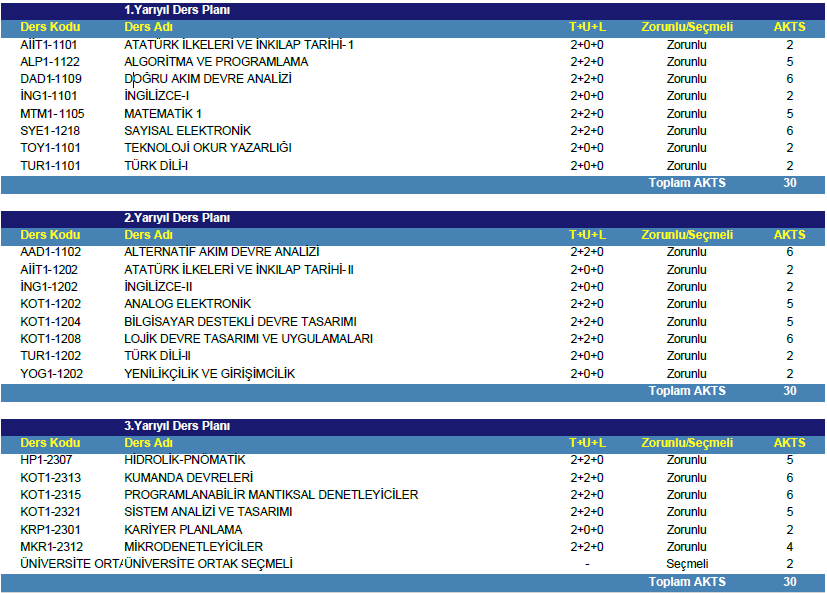 1.Yarıyıl Ders Planı
Ders Kodu Ders Adı T+U+L Zorunlu/Seçmeli AKTS
AİİT1-1101 ATATÜRK İLKELERİ VE İNKILAP TARİHİ-1 2+0+0 Zorunlu 2
ALP1-1122 ALGORİTMA VE PROGRAMLAMA 2+2+0 Zorunlu 5
DAD1-1109 DOĞRU AKIM DEVRE ANALİZİ 2+2+0 Zorunlu 6
İNG1-1101 İNGİLİZCE-I 2+0+0 Zorunlu 2
MTM1-1105 MATEMATİK 1 2+2+0 Zorunlu 5
SYE1-1218 SAYISAL ELEKTRONİK 2+2+0 Zorunlu 6
TOY1-1101 TEKNOLOJİ OKUR YAZARLIĞI 2+0+0 Zorunlu 2
TUR1-1101 TÜRK DİLİ-I 2+0+0 Zorunlu 2
Toplam AKTS 30
2.Yarıyıl Ders Planı
Ders Kodu Ders Adı T+U+L Zorunlu/Seçmeli AKTS
AAD1-1102 ALTERNATİF AKIM DEVRE ANALİZİ 2+2+0 Zorunlu 6
AİİT1-1202 ATATÜRK İLKELERİ VE İNKILAP TARİHİ-II 2+0+0 Zorunlu 2
İNG1-1202 İNGİLİZCE-II 2+0+0 Zorunlu 2
KOT1-1202 ANALOG ELEKTRONİK 2+2+0 Zorunlu 5
KOT1-1204 BİLGİSAYAR DESTEKLİ DEVRE TASARIMI 2+2+0 Zorunlu 5
KOT1-1208 LOJİK DEVRE TASARIMI VE UYGULAMALARI 2+2+0 Zorunlu 6
TUR1-1202 TÜRK DİLİ-II 2+0+0 Zorunlu 2
YOG1-1202 YENİLİKÇİLİK VE GİRİŞİMCİLİK 2+0+0 Zorunlu 2
Toplam AKTS 30
3.Yarıyıl Ders Planı
Ders Kodu Ders Adı T+U+L Zorunlu/Seçmeli AKTS
HP1-2307 HİDROLİK-PNÖMATİK 2+2+0 Zorunlu 5
KOT1-2313 KUMANDA DEVRELERİ 2+2+0 Zorunlu 6
KOT1-2315 PROGRAMLANABİLİR MANTIKSAL DENETLEYİCİLER 2+2+0 Zorunlu 6
KOT1-2321 SİSTEM ANALİZİ VE TASARIMI 2+2+0 Zorunlu 5
KRP1-2301 KARİYER PLANLAMA 2+0+0 Zorunlu 2
MKR1-2312 MİKRODENETLEYİCİLER 2+2+0 Zorunlu 4
ÜNİVERSİTE ORTA ÜNİVERSİTE ORTAK SEÇMELİ - Seçmeli 2
Toplam AKTS 30